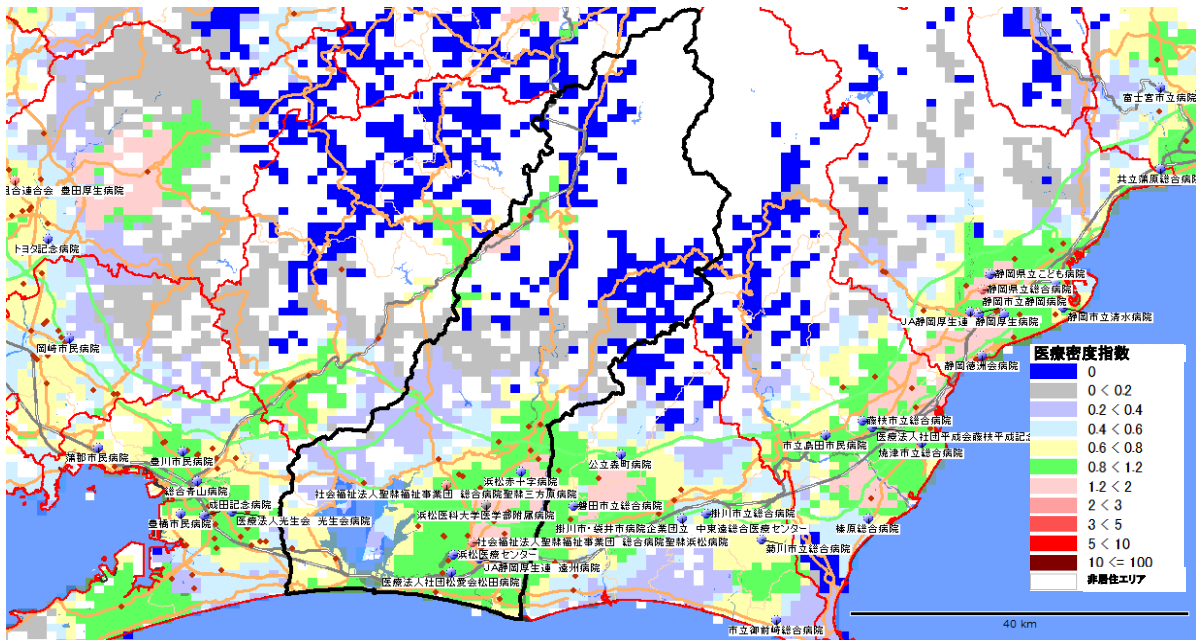 富士宮市立病院
共立蒲原総合病院
組合連合会 豊田厚生病院
トヨタ記念病院
静岡県立こども病院
静岡県立総合病院
静岡市立静岡病院
JA静岡厚生連 静岡厚生病院
静岡市立清水病院
岡崎市民病院
静岡徳洲会病院
医療密度指数
0
0 < 0.2
0.2 < 0.4
0.4 < 0.6
0.6 < 0.8
0.8 < 1.2
1.2 < 2
2 < 3
3 < 5
5 < 10
10 <= 100
非居住エリア
藤枝市立総合病院
市立島田市民病院
医療法人社団平成会藤枝平成記念
焼津市立総合病院
蒲郡市民病院
豊川市民病院
公立森町病院
浜松赤十字病院
総合青山病院
社会福祉法人聖隷福祉事業団 総合病院聖隷三方原病院
成田記念病院
磐田市立総合病院
豊橋市民病院
医療法人光生会 光生会病院
浜松医科大学医学部附属病院
掛川市立総合病院
掛川市・袋井市病院企業団立 中東遠総合医療センター
榛原総合病院
社会福祉法人聖隷福祉事業団 総合病院聖隷浜松病院
菊川市立総合病院
浜松医療センター
JA静岡厚生連 遠州病院
医療法人社団松愛会松田病院
市立御前崎総合病院
40 km